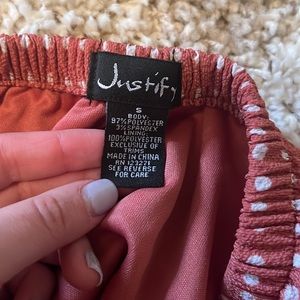 Justify
S
BODY:
97%POLYESTER
3%SPANDEX
LINING:
100%POLYESTER
EXCLUSIVE OF
TRIMS
MADE IN CHINA
RN 123271
SEE REVERSE
FOR CARE